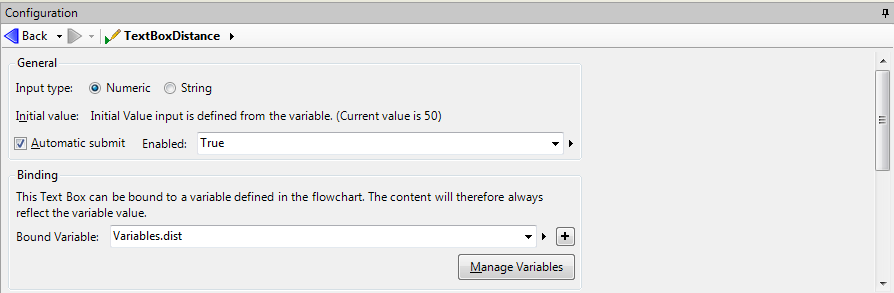 Configuration
Back TextBoxDistance
General
Input type: Numeric String
Initial value: Initial Value input is defined from the variable. (Current value is 50)
Automatic submit Enabled: True
Binding
This Text Box can be bound to a variable defined in the flowchart. The content will therefore always
reflect the variable value.
Bound Variable: Variables.dist
Manage Variables